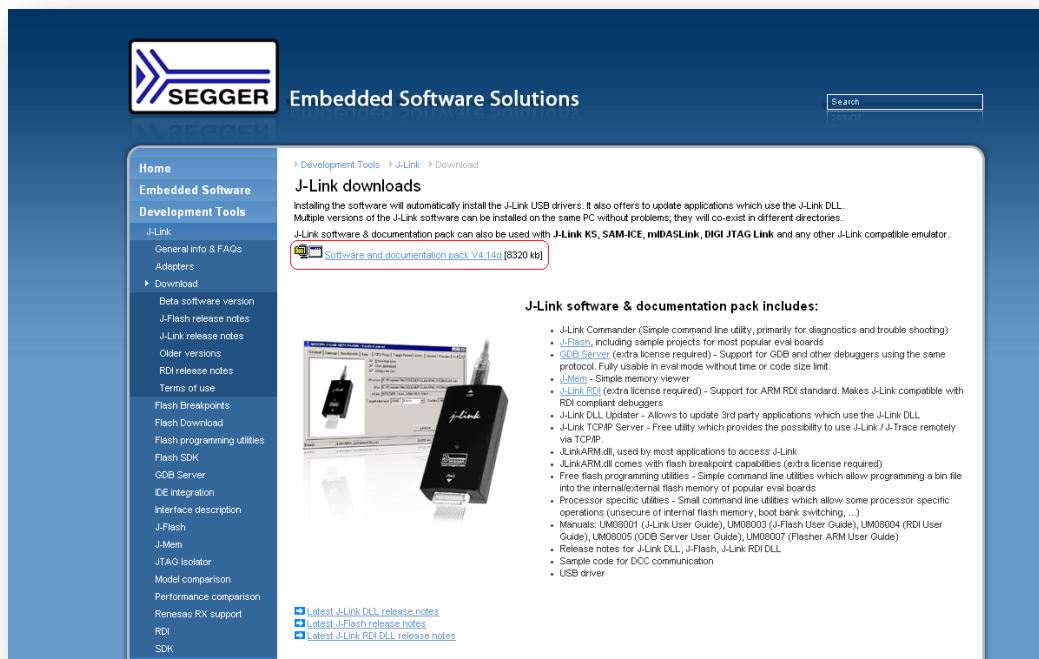 SEGGER
Embedded Software Solutions
Search
Home
Embedded Software
Development Tools
J-Link
General info & FAQs
Adapters
Download
Beta software version
J-Flash release notes
J-Link release notes
Older versions
RDI release notes
Terms of use
Flash Breakpoints
Flash Download
Flash programming utilities
Flash SDK
GDB Server
IDE integration
Interface description
J-Flash
J-Mem
JTAG Isolator
Model comparison
Performance comparison
Renesas RX support
RDI
SDK
Development Tools J-Link Download
J-Link downloads
Installing the software will automatically install the J-Link USB drivers. It also offers to update applications which use the J-Link DLL.
Multiple versions of the J-Link software can be installed on the same PC without problems; they will co-exist in different directories.
J-Link software & documentation pack can also be used with J-Link KS, SAM-ICE, mIDASLink, DIGI JTAG Link and any other J-Link compatible emulator.
Software and documentation pack V4.14d [8320 kb]
J-Link software & documentation pack includes:
J-Link Commander (Simple command line utility, primarily for diagnostics and trouble shooting)
J-Flash, including sample projects for most popular eval boards
GDB Server (extra license required) - Support for GDB and other debuggers using the same
protocol. Fully usable in eval mode without time or code size limit.
J-Mem - Simple memory viewer
J-Link RDI (extra license required) - Support for ARM RDI standard. Makes J-Link compatible with
RDI compliant debuggers
J-Link DLL Updater - Allows to update 3rd party applications which use the J-Link DLL
J-Link TCP/IP Server - Free utility which provides the possibility to use J-Link / J-Trace remotely
via TCP/IP.
JLinkARM.dll, used by most applications to access J-Link
JLinkARM.dll comes with flash breakpoint capabilities (extra license required)
Free flash programming utilities - Simple command line utilities which allow programming a bin file
into the internal/external flash memory of popular eval boards
Processor specific utilities - Small command line utilities which allow some processor specific
operations (unsecure of internal flash memory, boot bank switching, ...)
Manuals: UM08001 (J-Link User Guide), UM08003 (J-Flash User Guide), UM08004 (RDI User
Guide), UM08005 (GDB Server User Guide), UM08007 (Flasher ARM User Guide)
Release notes for J-Link DLL, J-Flash, J-Link RDI DLL
Sample code for DCC communication
USB driver
J-Link
SEGGER
Latest J-Link DLL release notes
Latest J-Flash release notes
Latest J-Link RDI DLL release notes